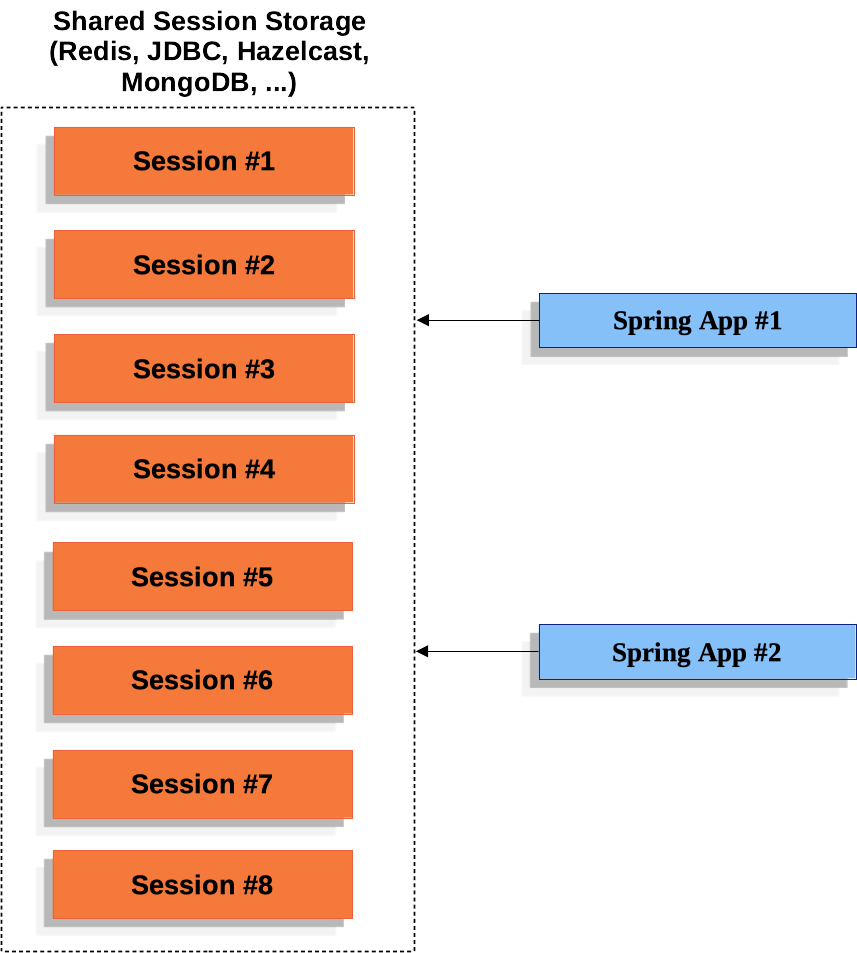 Shared Session Storage
(Redis, JDBC, Hazelcast,
MongoDB, ...)
Session #1
Session #2
Session #3
Session #4
Session #5
Session #6
Session #7
Session #8
Spring App #1
Spring App #2